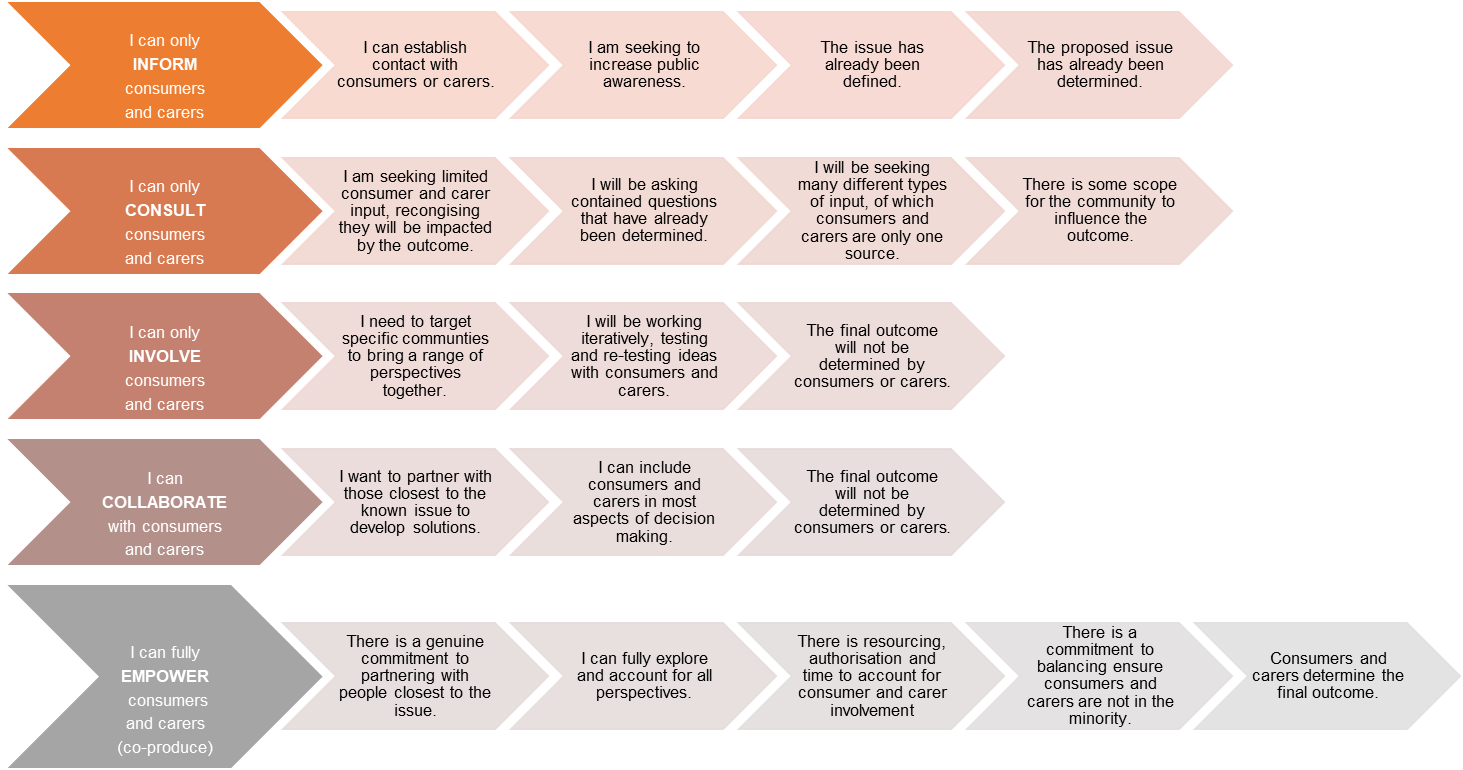 I can only
INFORM
consumers
and carers
I can establish
contact with
consumers or carers.
I am seeking to
increase public
awareness.
The issue has
already been
defined.
The proposed issue
has already been
determined.
I can only
CONSULT
consumers
and carers
I am seeking limited
consumer and carer
input, recongising
they will be impacted
by the outcome.
I will be asking
contained questions
that have already
been determined.
I will be seeking
many different types
of input, of which
consumers and
carers are only one
source.
There is some scope
for the community to
influence the
outcome.
I can only
INVOLVE
consumers
and carers
I need to target
specific communties
to bring a range of
perspectives
together.
I will be working
iteratively, testing
and re-testing ideas
with consumers and
carers.
The final outcome
will not be
determined by
consumers or carers.
I can
COLLABORATE
with consumers
and carers
I want to partner with
those closest to the
known issue to
develop solutions.
I can include
consumers and
carers in most
aspects of decision
making.
The final outcome
will not be
determined by
consumers or carers.
I can fully
EMPOWER
consumers
and carers
(co-produce)
There is a genuine
commitment to
partnering with
people closest to the
issue.
I can fully explore
and account for all
perspectives.
There is resourcing,
authorisation and
time to account for
consumer and carer
involvement
There is a
commitment to
balancing ensure
consumers and
carers are not in the
minority.
Consumers and
carers determine the
final outcome.